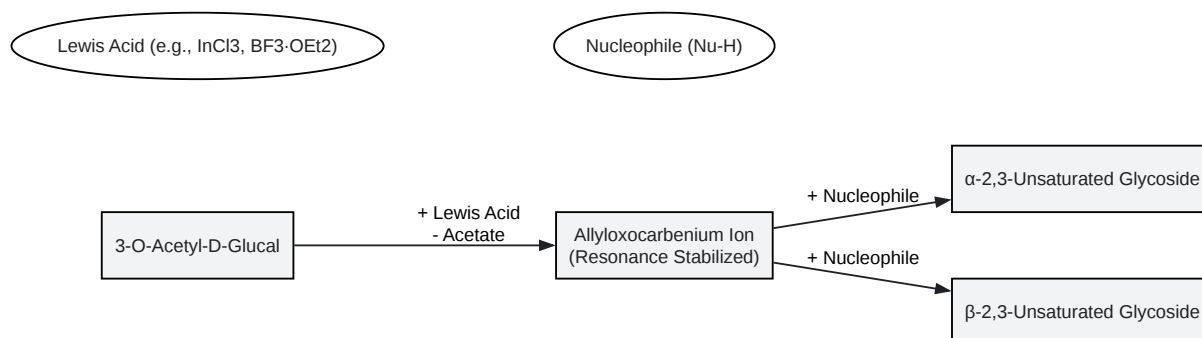 Lewis Acid (e.g., InCl3, BF3·OEt2)
Nucleophile (Nu-H)
3-O-Acetyl-D-Glucal
+ Lewis Acid
- Acetate
Allyloxocarbenium Ion
(Resonance Stabilized)
+ Nucleophile
+ Nucleophile
α-2,3-Unsaturated Glycoside
β-2,3-Unsaturated Glycoside